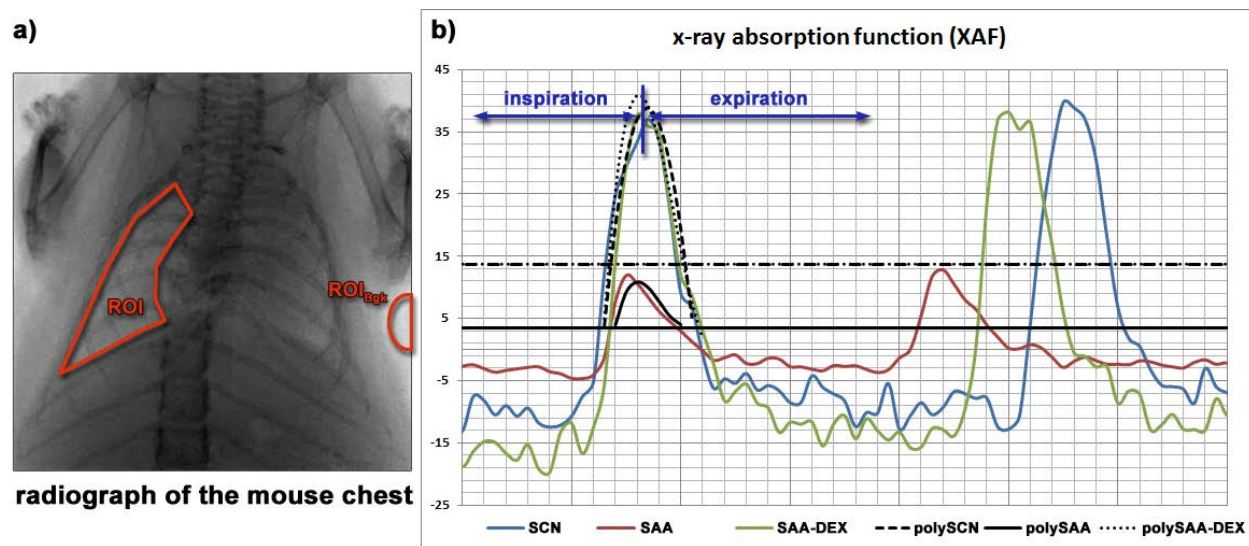 a)
ROI
ROI_Bgk
radiograph of the mouse chest
b)
x-ray absorption function (XAF)
45
35
25
15
5
-5
-15
-25
inspiration
expiration
SCN SAA SAA-DEX polySCN polySAA polySAA-DEX